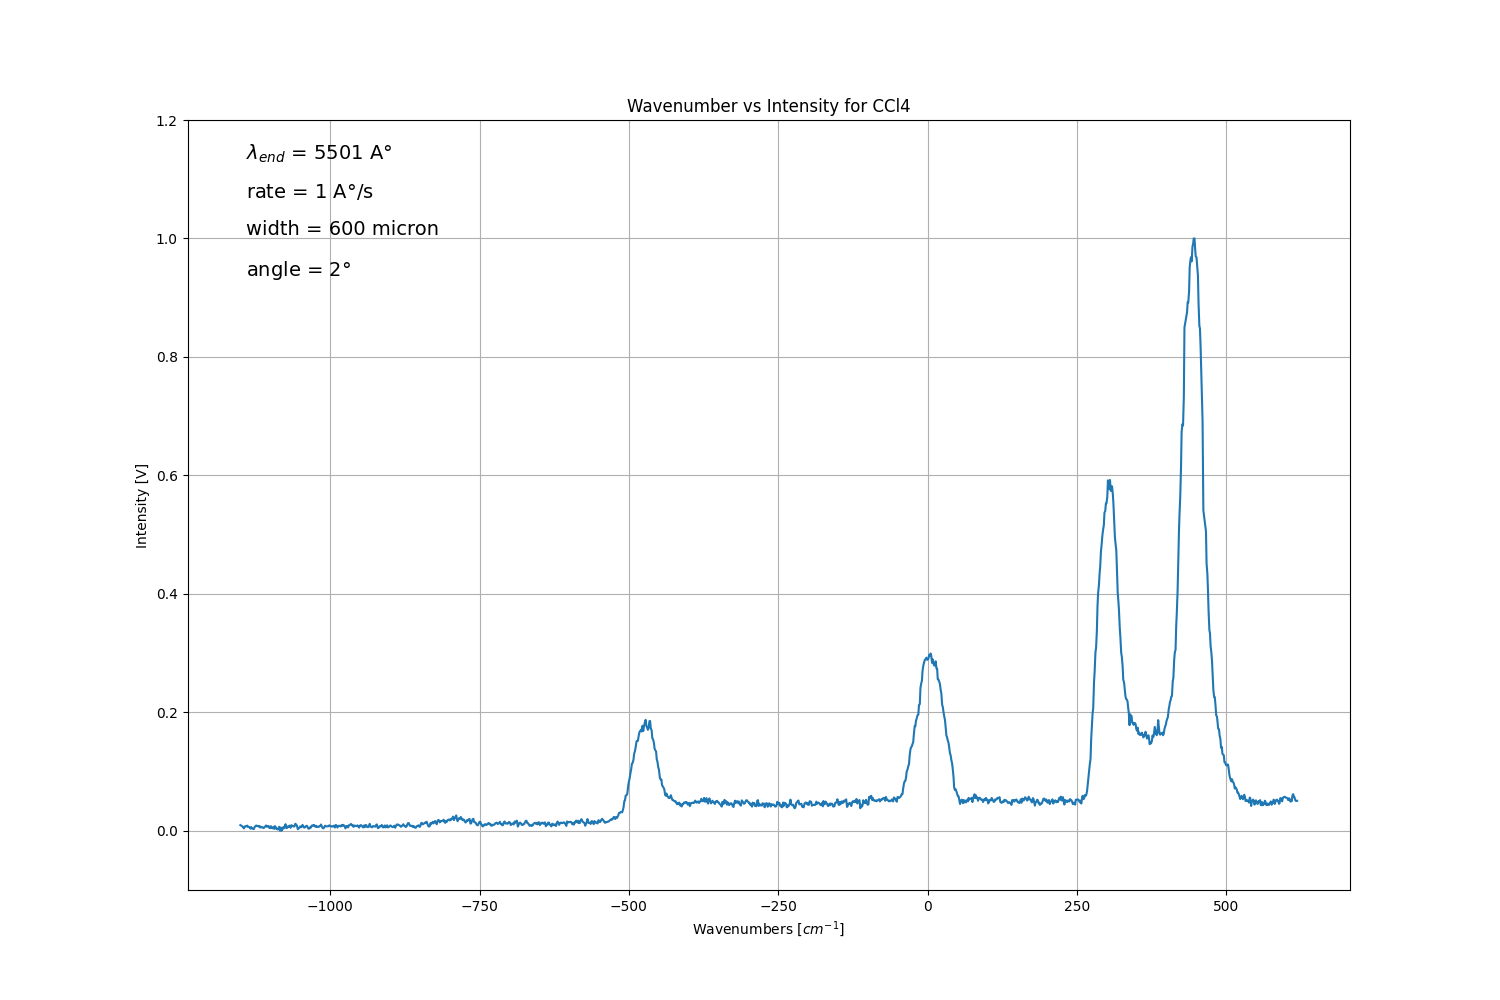 Wavenumber vs Intensity for CCl4
1.2
1.0
0.8
0.6
0.4
0.2
0.0
Intensity [V]
λend = 5501 A°
rate = 1 A°/s
width = 600 micron
angle = 2°
−1000 −750 −500 −250 0 250 500
Wavenumbers [cm⁻¹]